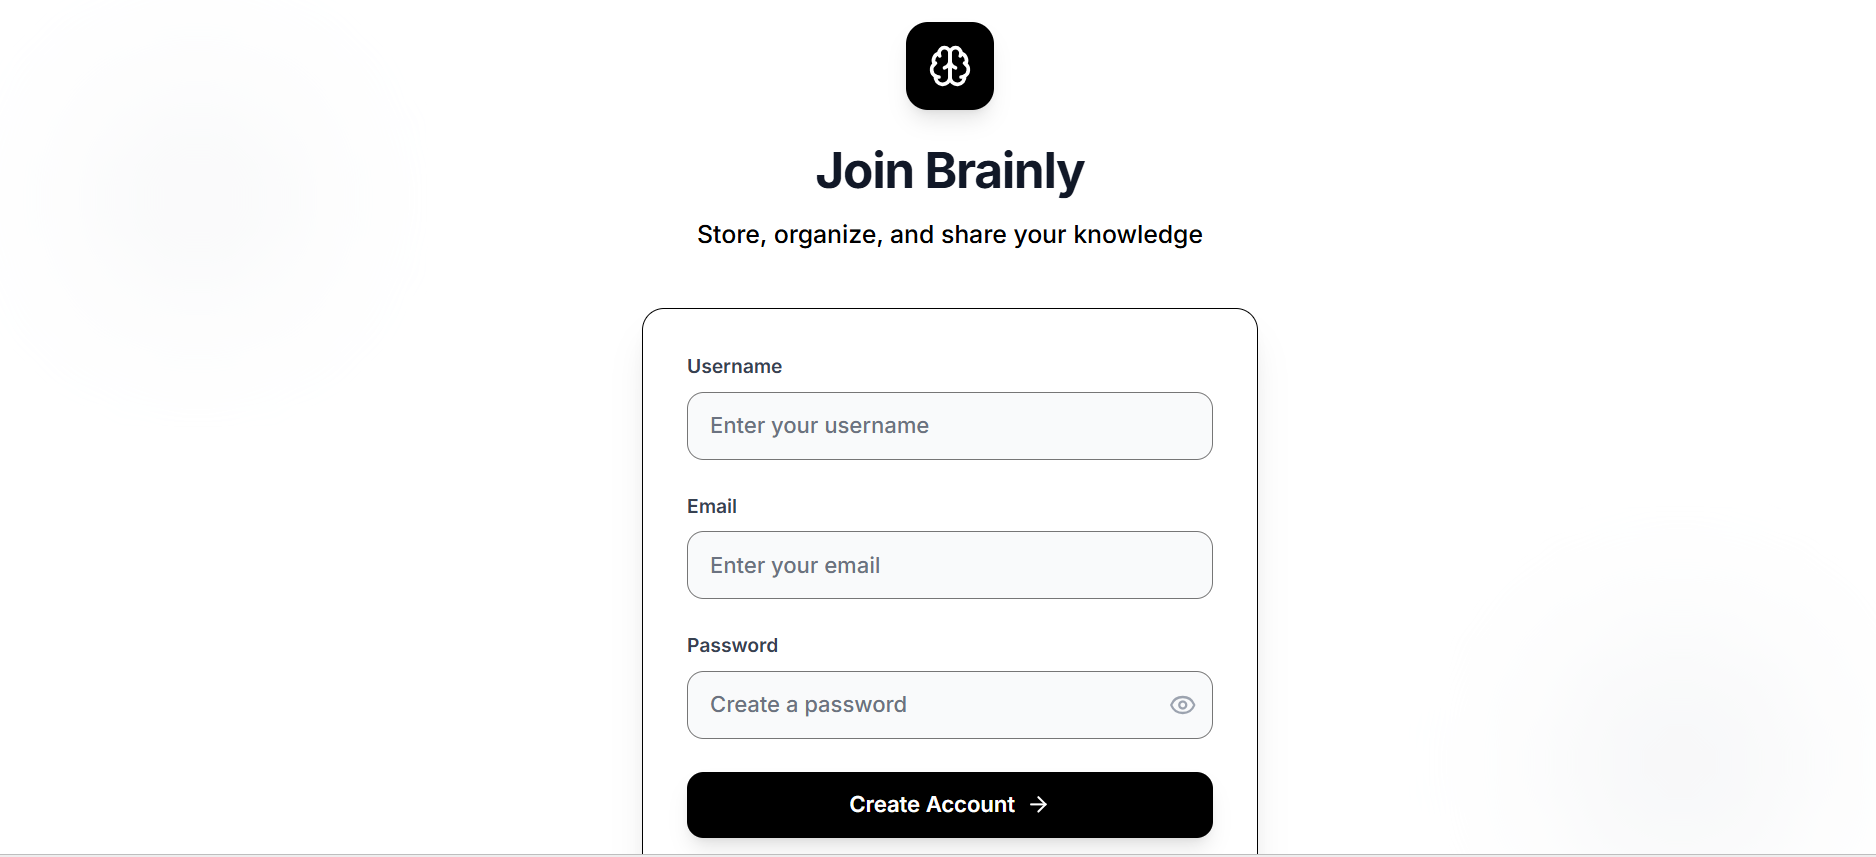 Join Brainly
Store, organize, and share your knowledge
Username
Enter your username
Email
Enter your email
Password
Create a password
Create Account